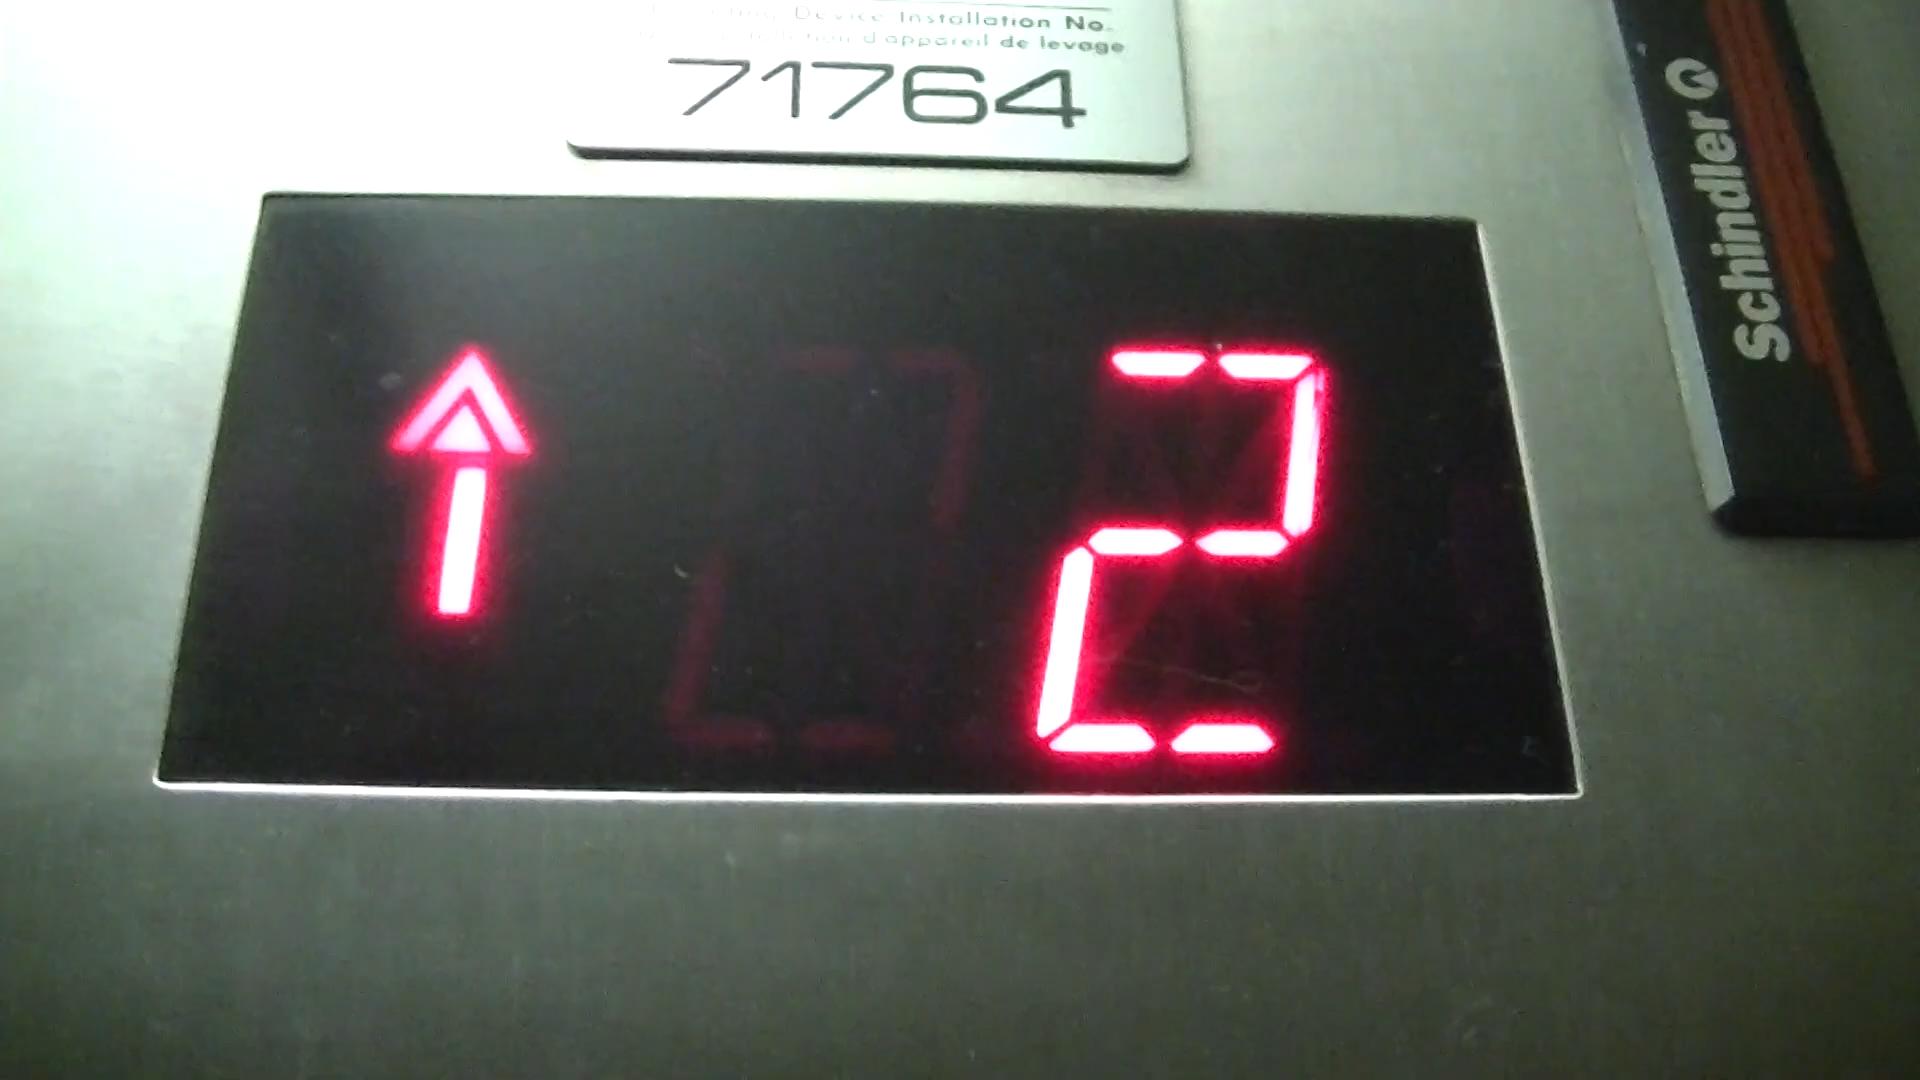 Device Installation No.
d'appareil de levage
71764
Schindler
2